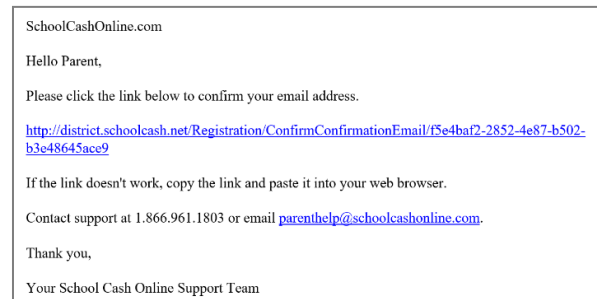 SchoolCashOnline.com
Hello Parent,
Please click the link below to confirm your email address.
http://district.schoolcash.net/Registration/ConfirmConfirmationEmail/f5e4baf2-2852-4e87-b502-
b3e48645ace9
If the link doesn't work, copy the link and paste it into your web browser.
Contact support at 1.866.961.1803 or email parenthelp@schoolcashonline.com.
Thank you,
Your School Cash Online Support Team